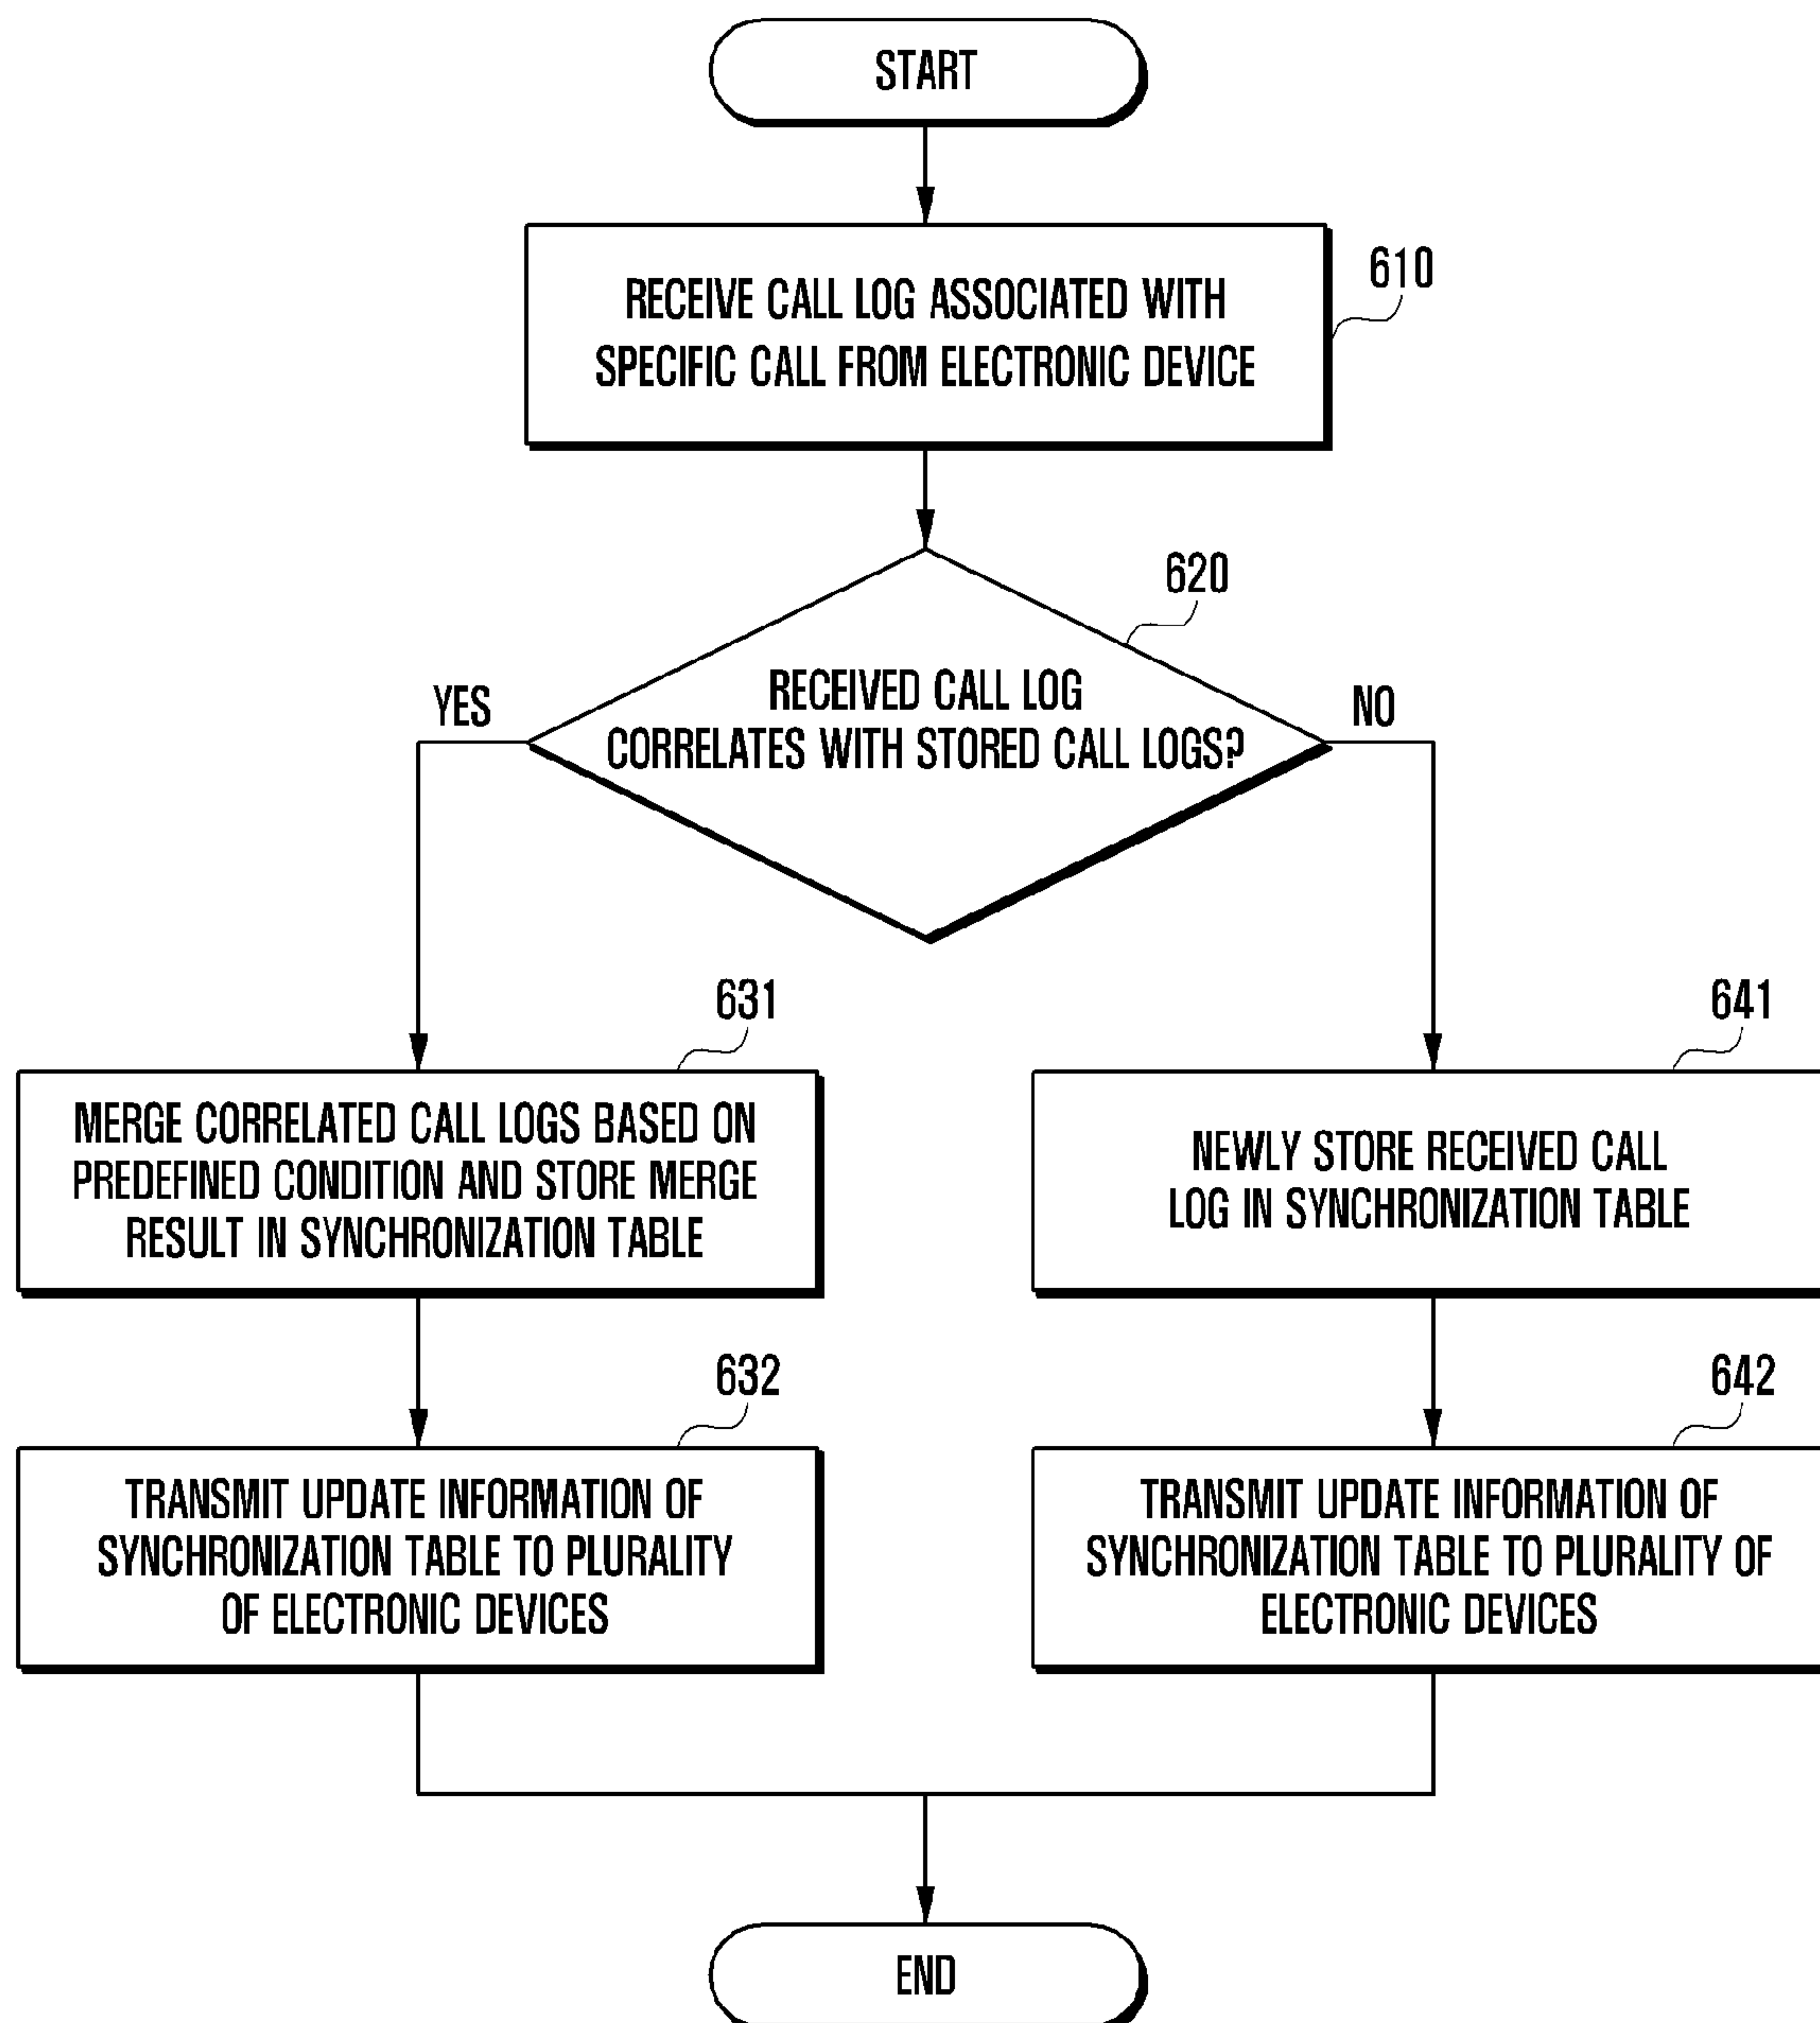 START
RECEIVE CALL LOG ASSOCIATED WITH
SPECIFIC CALL FROM ELECTRONIC DEVICE
610
620
RECEIVED CALL LOG
CORRELATES WITH STORED CALL LOGS?
YES
NO
631
MERGE CORRELATED CALL LOGS BASED ON
PREDEFINED CONDITION AND STORE MERGE
RESULT IN SYNCHRONIZATION TABLE
641
NEWLY STORE RECEIVED CALL
LOG IN SYNCHRONIZATION TABLE
632
TRANSMIT UPDATE INFORMATION OF
SYNCHRONIZATION TABLE TO PLURALITY
OF ELECTRONIC DEVICES
642
TRANSMIT UPDATE INFORMATION OF
SYNCHRONIZATION TABLE TO PLURALITY OF
ELECTRONIC DEVICES
END